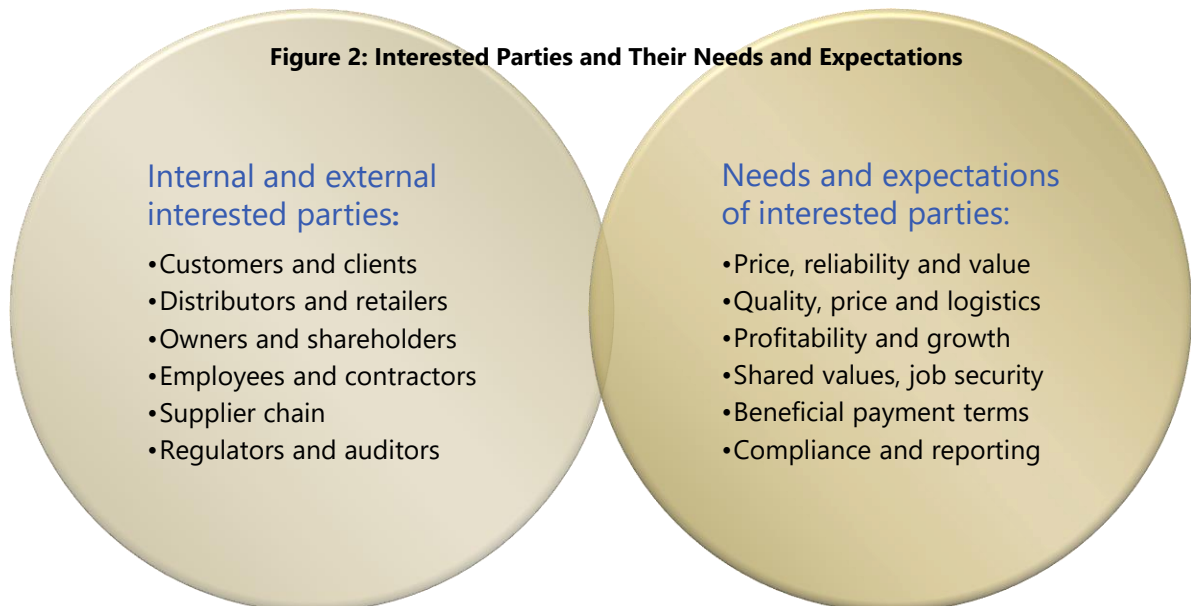 Figure 2: Interested Parties and Their Needs and Expectations
Internal and external
interested parties:
•Customers and clients
•Distributors and retailers
•Owners and shareholders
•Employees and contractors
•Supplier chain
•Regulators and auditors
Needs and expectations
of interested parties:
•Price, reliability and value
•Quality, price and logistics
•Profitability and growth
•Shared values, job security
•Beneficial payment terms
•Compliance and reporting